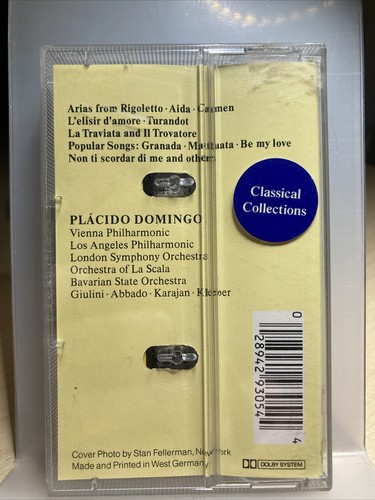 Arias from Rigoletto · Aida · Carmen
L'elisir d'amore · Turandot
La Traviata and Il Trovatore
Popular Songs: Granada · Mattinata · Be my love
Non ti scordar di me and others
Classical
Collections
PLÁCIDO DOMINGO
Vienna Philharmonic
Los Angeles Philharmonic
London Symphony Orchestra
Orchestra of La Scala
Bavarian State Orchestra
Giulini · Abbado · Karajan · Kleiber
0 28942 93054 4
Cover Photo by Stan Fellerman, New York
Made and Printed in West Germany
DOLBY SYSTEM